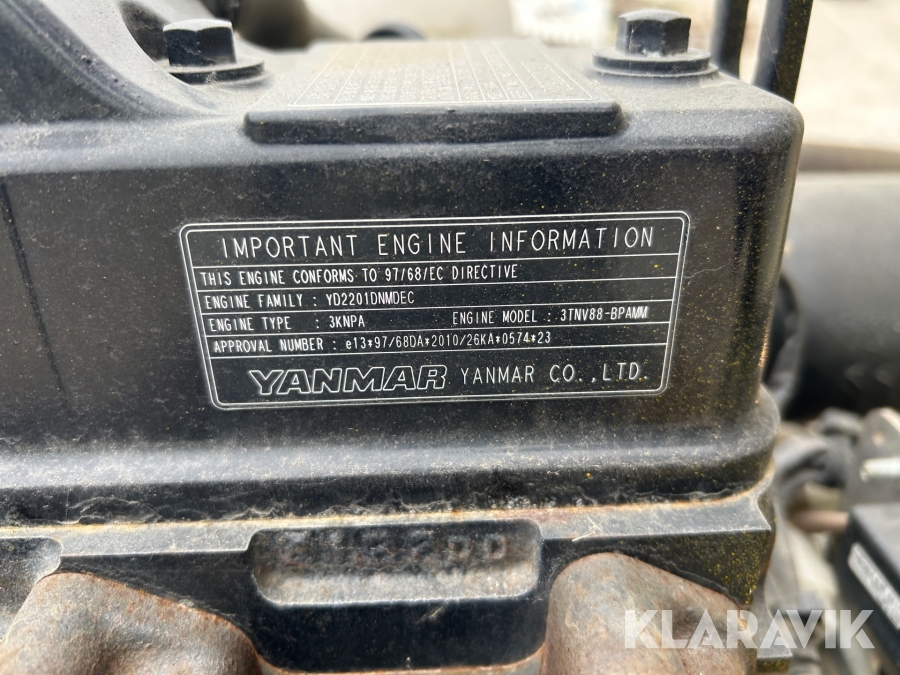 IMPORTANT ENGINE INFORMATION
THIS ENGINE CONFORMS TO 97/68/EC DIRECTIVE
ENGINE FAMILY : YD2201DNMDEC
ENGINE TYPE : 3KNPA ENGINE MODEL : 3TNV88-BPAMM
APPROVAL NUMBER : e13*97/68DA*2010/26KA*0574*23
YANMAR YANMAR CO.,LTD.
KLARAVIK